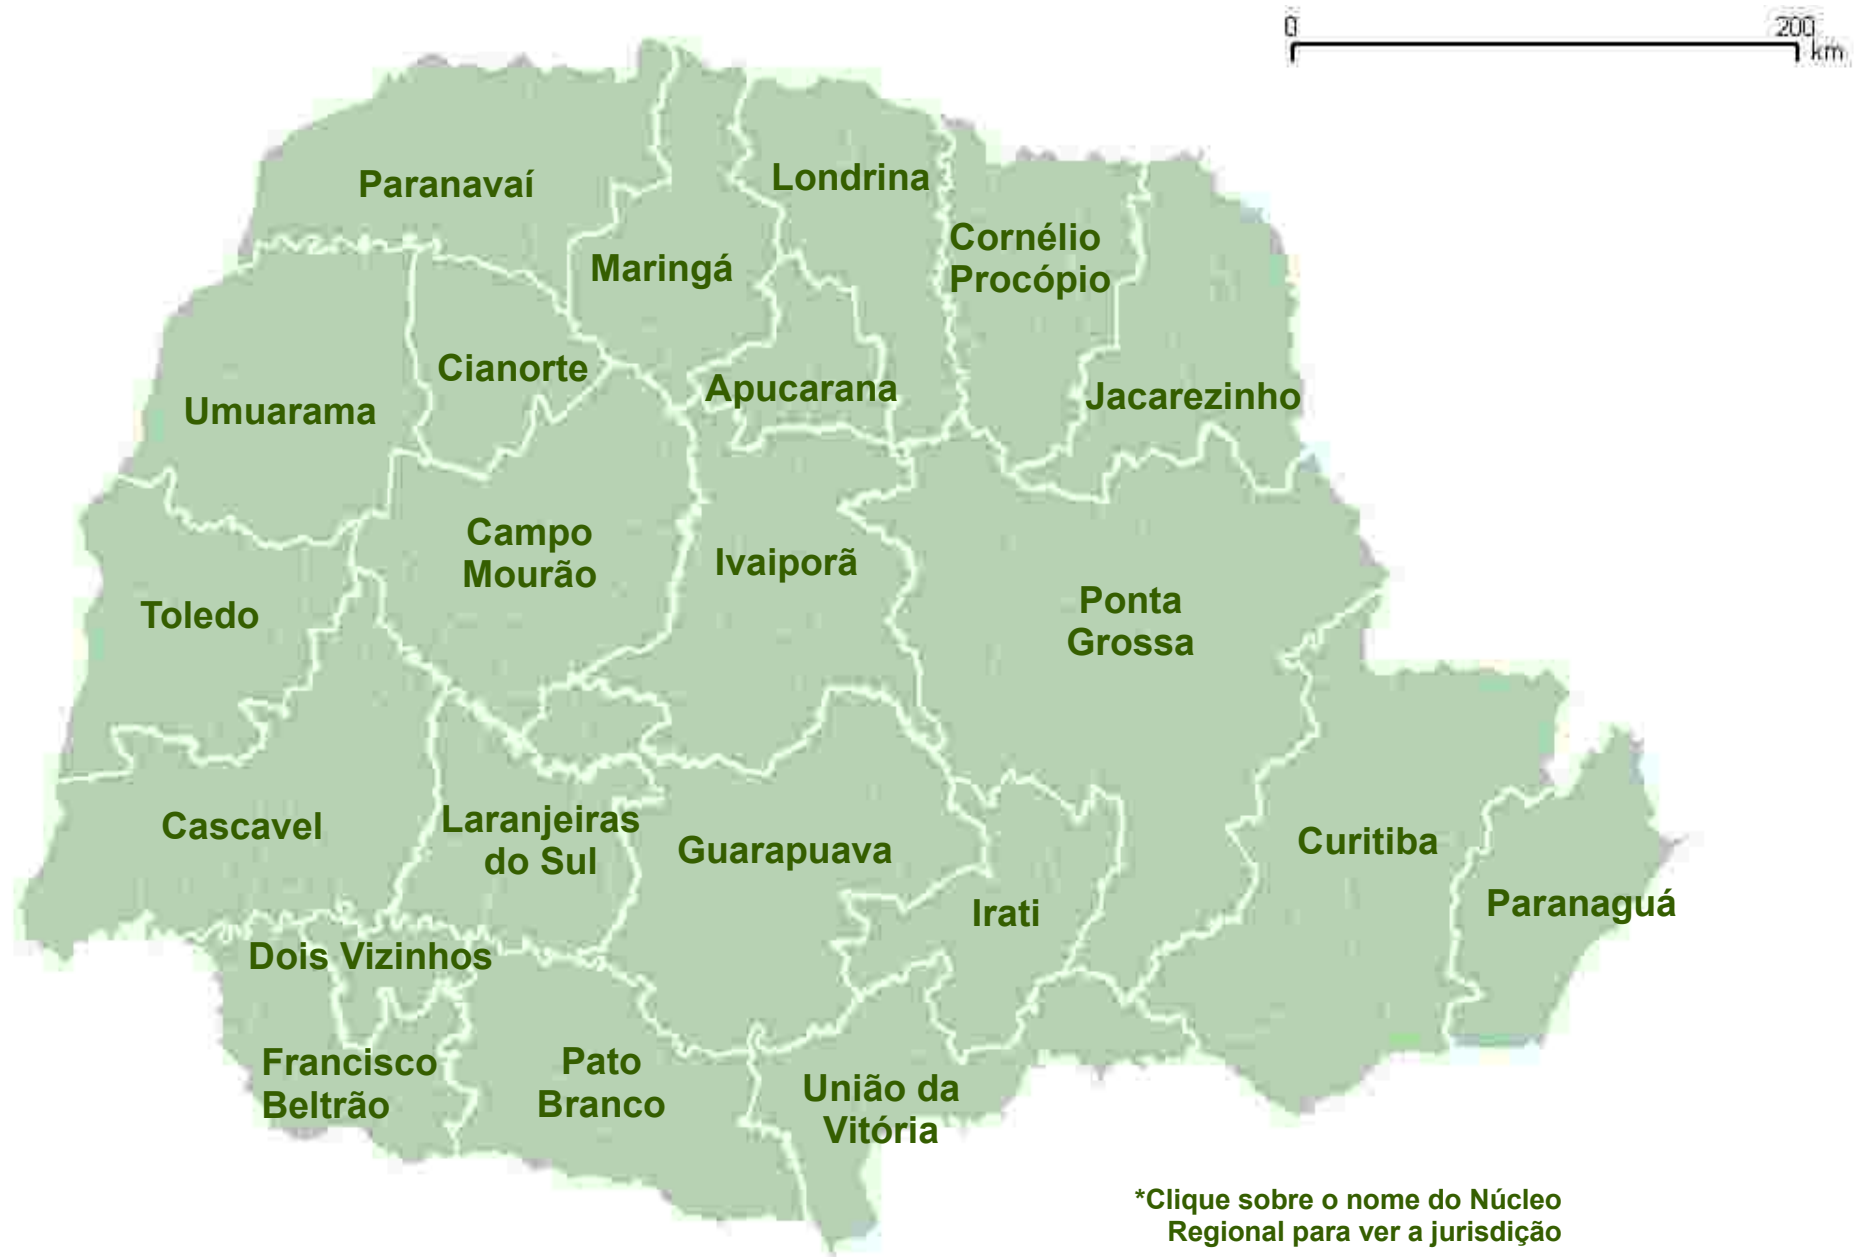 0 200
km
Paranavaí
Londrina
Cornélio
Procópio
Maringá
Cianorte
Apucarana
Jacarezinho
Umuarama
Campo
Mourão
Ivaiporã
Toledo
Ponta
Grossa
Cascavel
Laranjeiras
do Sul
Guarapuava
Curitiba
Irati
Paranaguá
Dois Vizinhos
Francisco
Beltrão
Pato
Branco
União da
Vitória
*Clique sobre o nome do Núcleo
Regional para ver a jurisdição